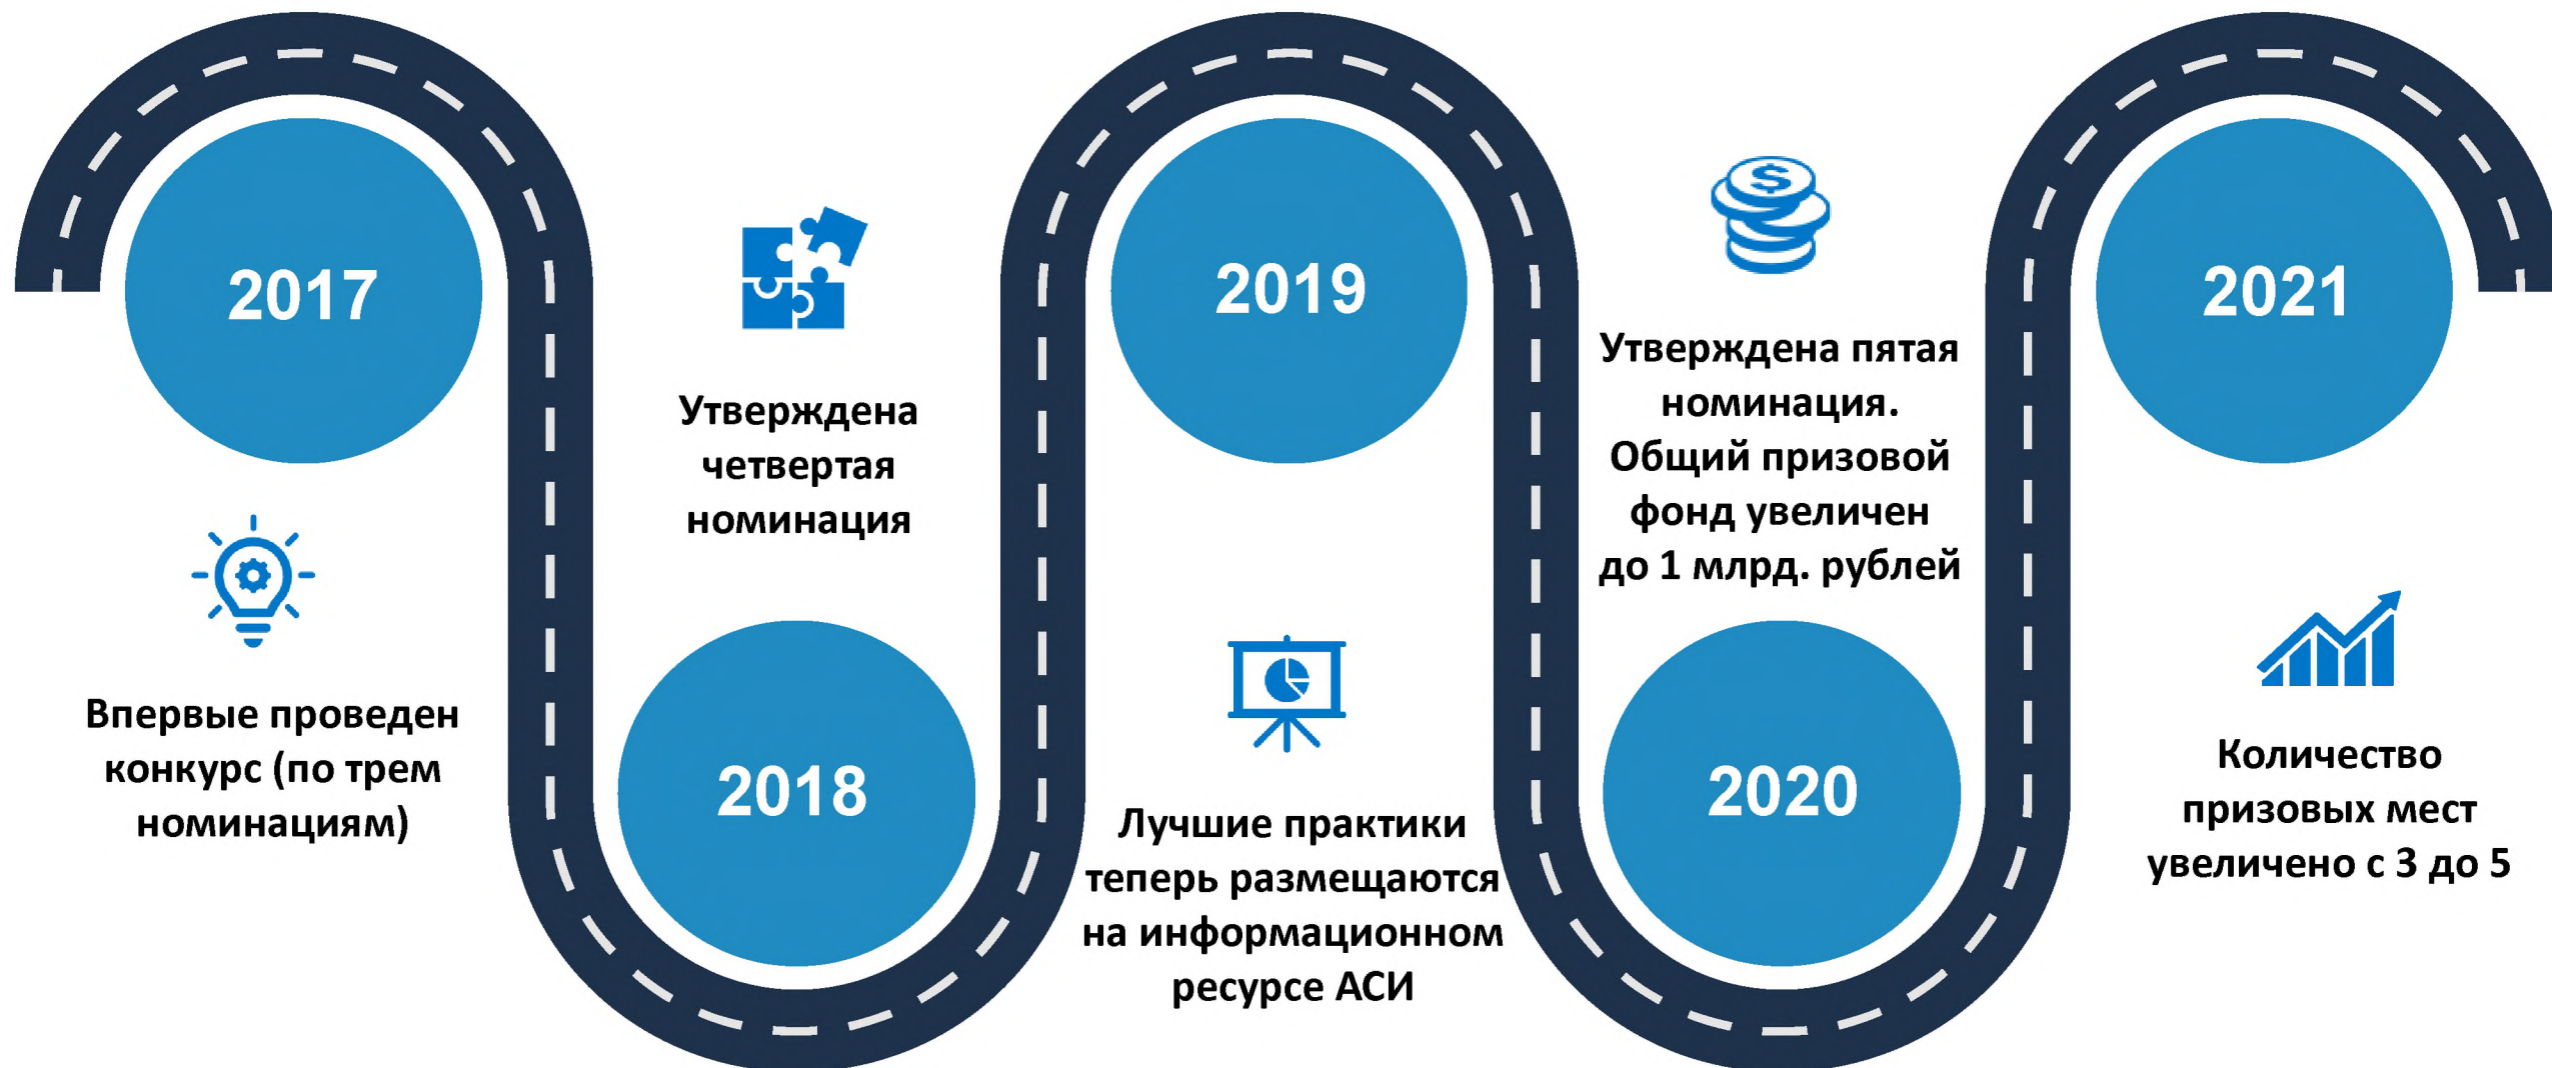 2017
Впервые проведен
конкурс (по трем
номинациям)
Утверждена
четвертая
номинация
2018
2019
Лучшие практики
теперь размещаются
на информационном
ресурсе АСИ
Утверждена пятая
номинация.
Общий призовой
фонд увеличен
до 1 млрд. рублей
2020
2021
Количество
призовых мест
увеличено с 3 до 5